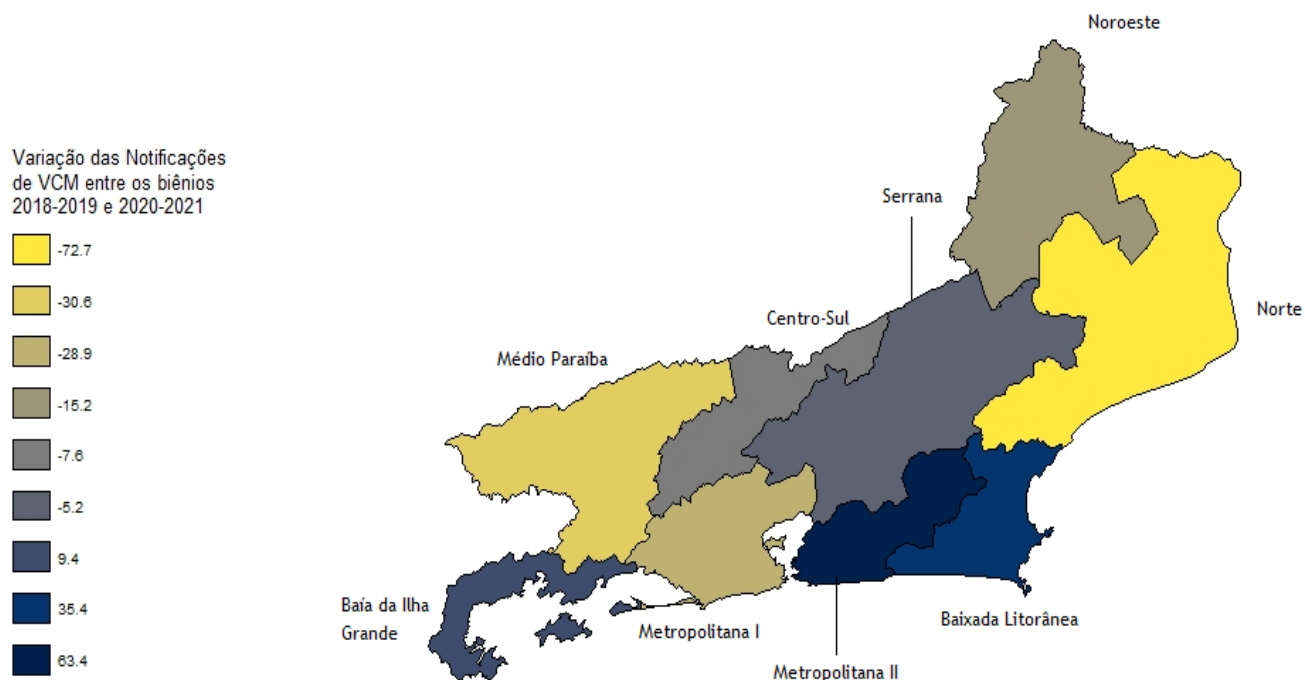 Variação das Notificações
de VCM entre os biênios
2018-2019 e 2020-2021
-72.7
-30.6
-28.9
-15.2
-7.6
-5.2
9.4
35.4
63.4
Noroeste
Serrana
Norte
Centro-Sul
Médio Paraíba
Baía da Ilha
Grande
Metropolitana I
Baixada Litorânea
Metropolitana II